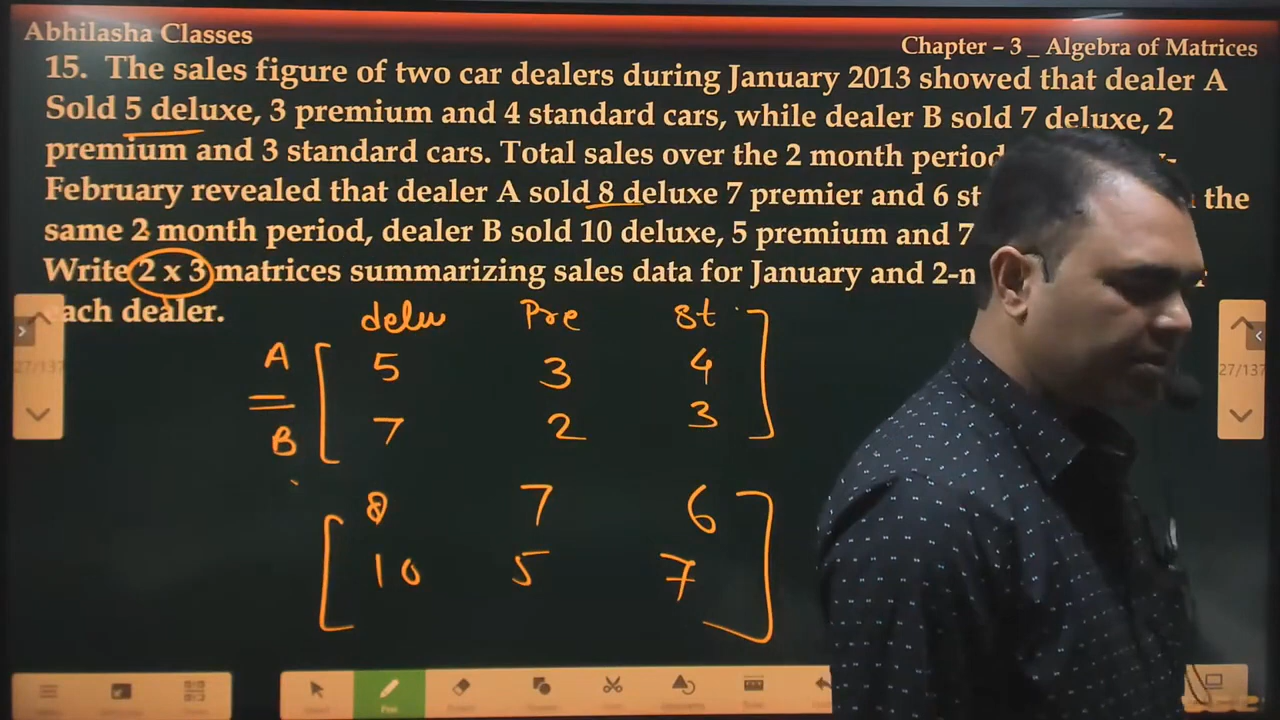 Abhilasha Classes
Chapter – 3 _ Algebra of Matrices
15. The sales figure of two car dealers during January 2013 showed that dealer A
Sold 5 deluxe, 3 premium and 4 standard cars, while dealer B sold 7 deluxe, 2
premium and 3 standard cars. Total sales over the 2 month period
February revealed that dealer A sold 8 deluxe 7 premier and 6 st the
same 2 month period, dealer B sold 10 deluxe, 5 premium and 7
Write 2 x 3 matrices summarizing sales data for January and 2-
each dealer.
delu Pre St
A 5 3 4
B 7 2 3
8 7 6
10 5 7
27/137 27/137